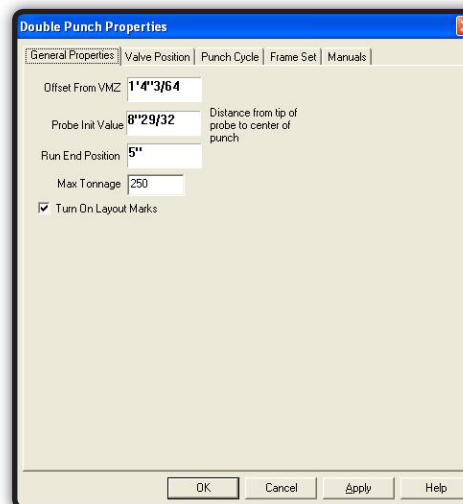 Double Punch Properties
General Properties Valve Position Punch Cycle Frame Set Manuals
Offset From VMZ 1'4"3/64
Probe Init Value 8"29/32
Distance from tip of
probe to center of
punch
Run End Position 5"
Max Tonnage 250
Turn On Layout Marks
OK Cancel Apply Help